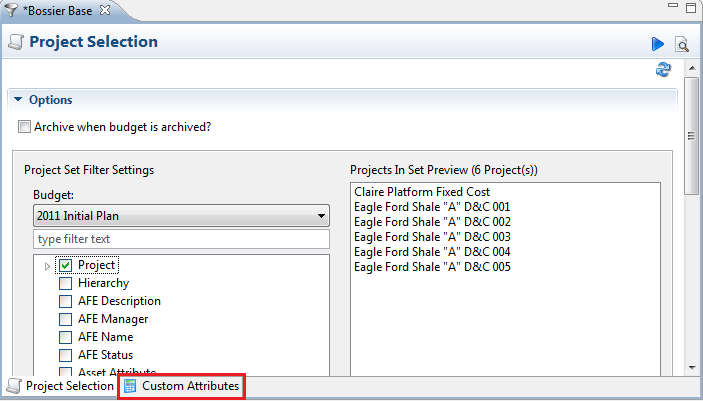 *Bossier Base
Project Selection
Options
Archive when budget is archived?
Project Set Filter Settings
Budget:
2011 Initial Plan
type filter text
Project
Hierarchy
AFE Description
AFE Manager
AFE Name
AFE Status
Asset Attribute
Projects In Set Preview (6 Project(s))
Claire Platform Fixed Cost
Eagle Ford Shale "A" D&C 001
Eagle Ford Shale "A" D&C 002
Eagle Ford Shale "A" D&C 003
Eagle Ford Shale "A" D&C 004
Eagle Ford Shale "A" D&C 005
Project Selection
Custom Attributes